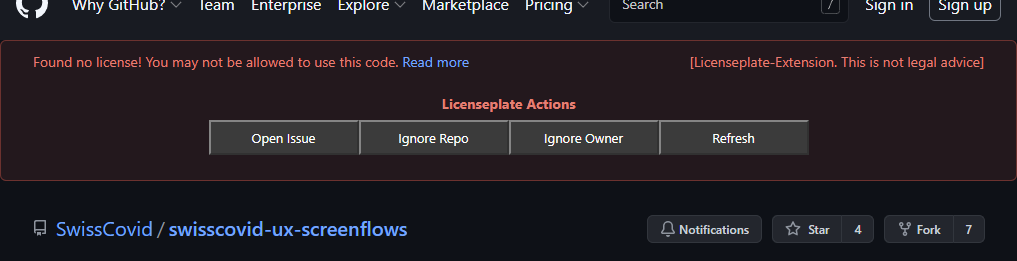 Why GitHub? Team Enterprise Explore Marketplace Pricing Search / Sign in Sign up
Found no license! You may not be allowed to use this code. Read more [Licenseplate-Extension. This is not legal advice]
Licenseplate Actions
Open Issue Ignore Repo Ignore Owner Refresh
SwissCovid / swisscovid-ux-screenflows Notifications Star 4 Fork 7